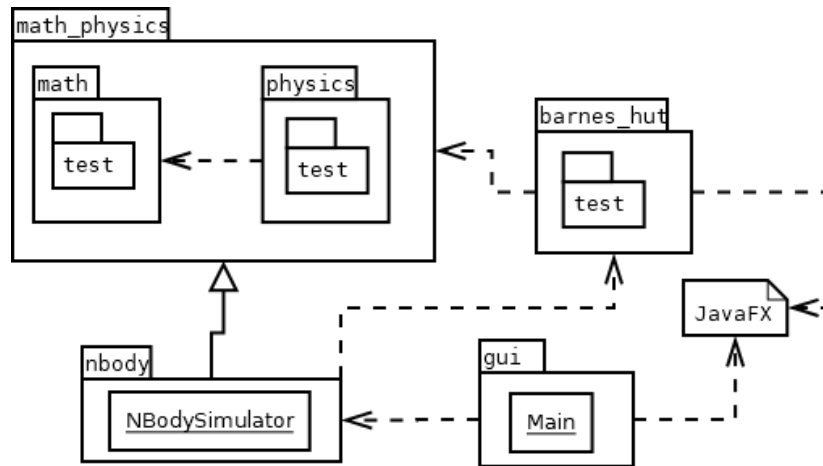 math_physics
math
physics
test
test
barnes_hut
test
JavaFX
nbody
NBodySimulator
gui
Main